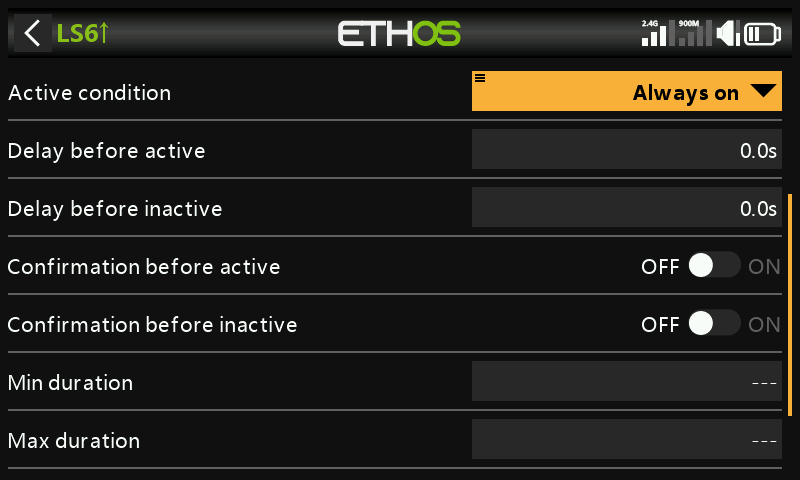 LS6↑
ETHOS
2.4G 900M
Active condition Always on
Delay before active 0.0s
Delay before inactive 0.0s
Confirmation before active OFF ON
Confirmation before inactive OFF ON
Min duration ---
Max duration ---